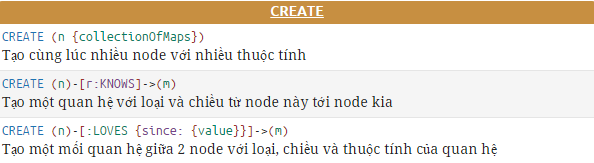 CREATE
CREATE (n {collectionOfMaps})
Tạo cùng lúc nhiều node với nhiều thuộc tính
CREATE (n)-[r:KNOWS]->(m)
Tạo một quan hệ với loại và chiều từ node này tới node kia
CREATE (n)-[:LOVES {since: {value}}]->(m)
Tạo một mối quan hệ giữa 2 node với loại, chiều và thuộc tính của quan hệ